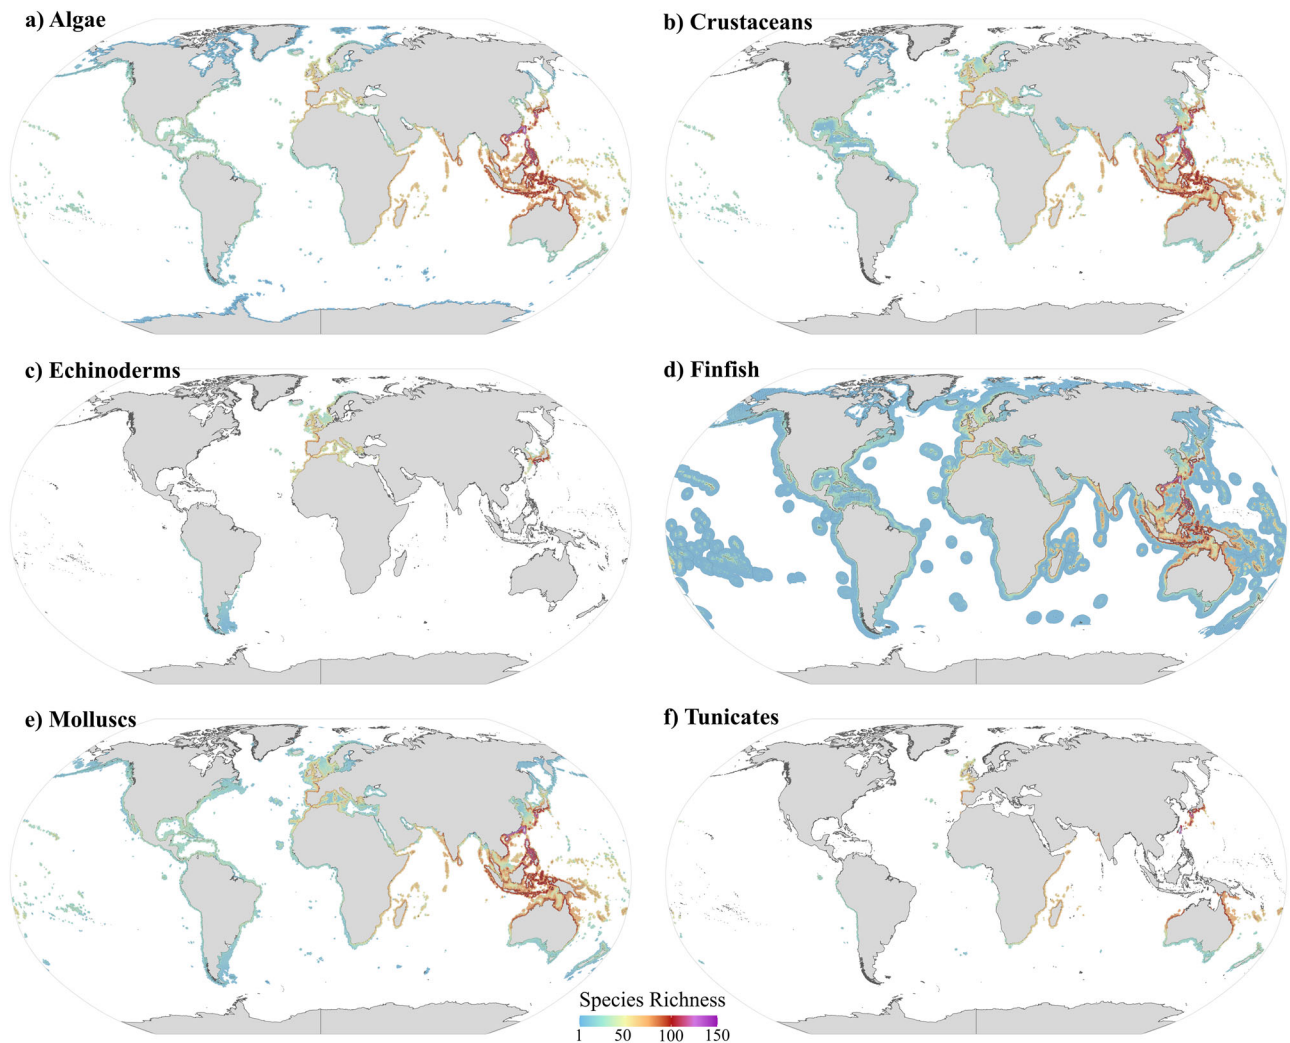 a) Algae
b) Crustaceans
c) Echinoderms
d) Finfish
e) Molluscs
f) Tunicates
Species Richness
1 50 100 150